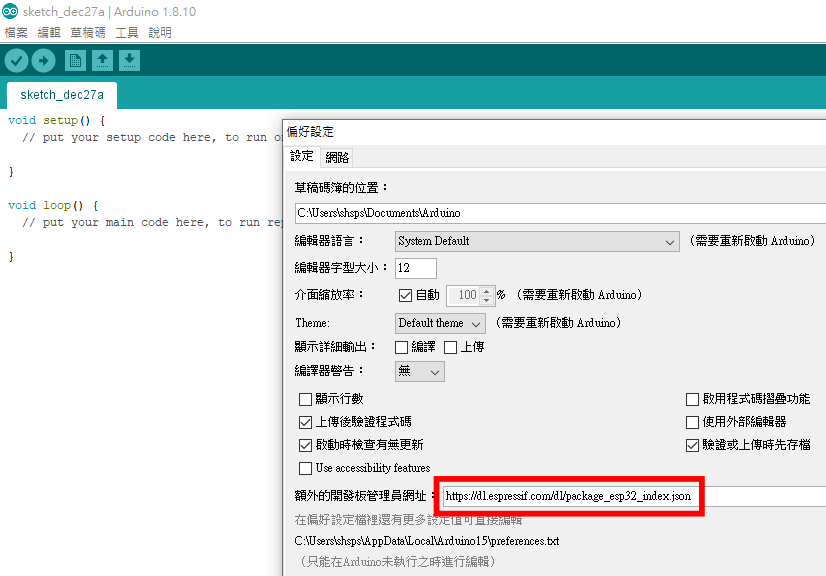 sketch_dec27a | Arduino 1.8.10
檔案 編輯 草稿碼 工具 說明
sketch_dec27a
void setup() {
// put your setup code here, to run o
}
void loop() {
// put your main code here, to run rep
}
偏好設定
設定 網路
草稿碼簿的位置：
C:\Users\shsps\Documents\Arduino
編輯器語言： System Default （需要重新啟動 Arduino）
編輯器字型大小： 12
介面縮放率： 自動 100 % （需要重新啟動 Arduino）
Theme: Default theme （需要重新啟動 Arduino）
顯示詳細輸出： 編譯 上傳
編譯器警告： 無
顯示行數 啟用程式碼摺疊功能
上傳後驗證程式碼 使用外部編輯器
啟動時檢查有無更新 驗證或上傳時先存檔
Use accessibility features
額外的開發板管理員網址： https://dl.espressif.com/dl/package_esp32_index.json
在偏好設定檔裡還有更多設定值可直接編輯
C:\Users\shsps\AppData\Local\Arduino15\preferences.txt
（只能在Arduino未執行之時進行編輯）